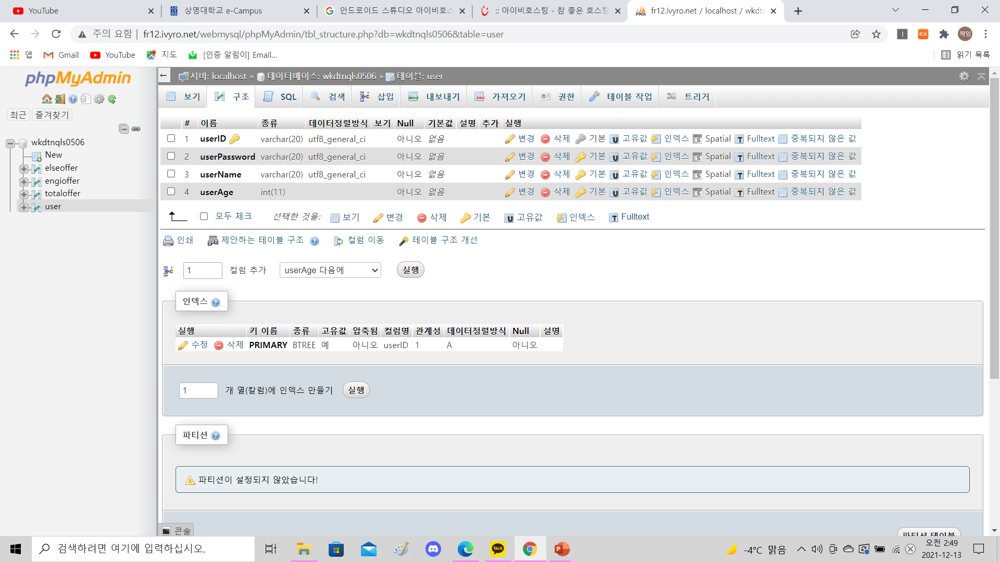 YouTube
상명대학교 e-Campus
안드로이드 스튜디오 아이비호스
:: 아이비호스팅 - 참 좋은 호스팅
fr12.ivyro.net / localhost / wkdt
주의 요함 | fr12.ivyro.net/webmysql/phpMyAdmin/tbl_structure.php?db=wkdtnqls0506&table=user
EX
짹잉
앱 Gmail YouTube 지도 [인증 알림이] Email...
읽기 목록
phpMyAdmin
최근 즐겨찾기
wkdtnqls0506
New
elseoffer
engioffer
totaloffer
user
서버: localhost » 데이터베이스: wkdtnqls0506 » 테이블: user
보기 구조 SQL 검색 삽입 내보내기 가져오기 권한 테이블 작업 트리거
# 이름 종류 데이터정렬방식 보기 Null 기본값 설명 추가 실행
1 userID varchar(20) utf8_general_ci 아니오 없음 변경 삭제 기본 고유값 인덱스 Spatial Fulltext 중복되지 않은 값
2 userPassword varchar(20) utf8_general_ci 아니오 없음 변경 삭제 기본 고유값 인덱스 Spatial Fulltext 중복되지 않은 값
3 userName varchar(20) utf8_general_ci 아니오 없음 변경 삭제 기본 고유값 인덱스 Spatial Fulltext 중복되지 않은 값
4 userAge int(11) 아니오 없음 변경 삭제 기본 고유값 인덱스 Spatial Fulltext 중복되지 않은 값
모두 체크 선택한 것을: 보기 변경 삭제 기본 고유값 인덱스 Fulltext
인쇄 제안하는 테이블 구조 컬럼 이동 테이블 구조 개선
1 컬럼 추가 userAge 다음에 실행
인덱스
실행 키 이름 종류 고유값 압축됨 컬럼명 관계성 데이터정렬방식 Null 설명
수정 삭제 PRIMARY BTREE 예 아니오 userID 1 A 아니오
1 개 열(칼럼)에 인덱스 만들기 실행
파티션
파티션이 설정되지 않았습니다!
파티션 테이블
콘솔
검색하려면 여기에 입력하십시오.
TALK
-4°C 맑음
오전 2:49
2021-12-13